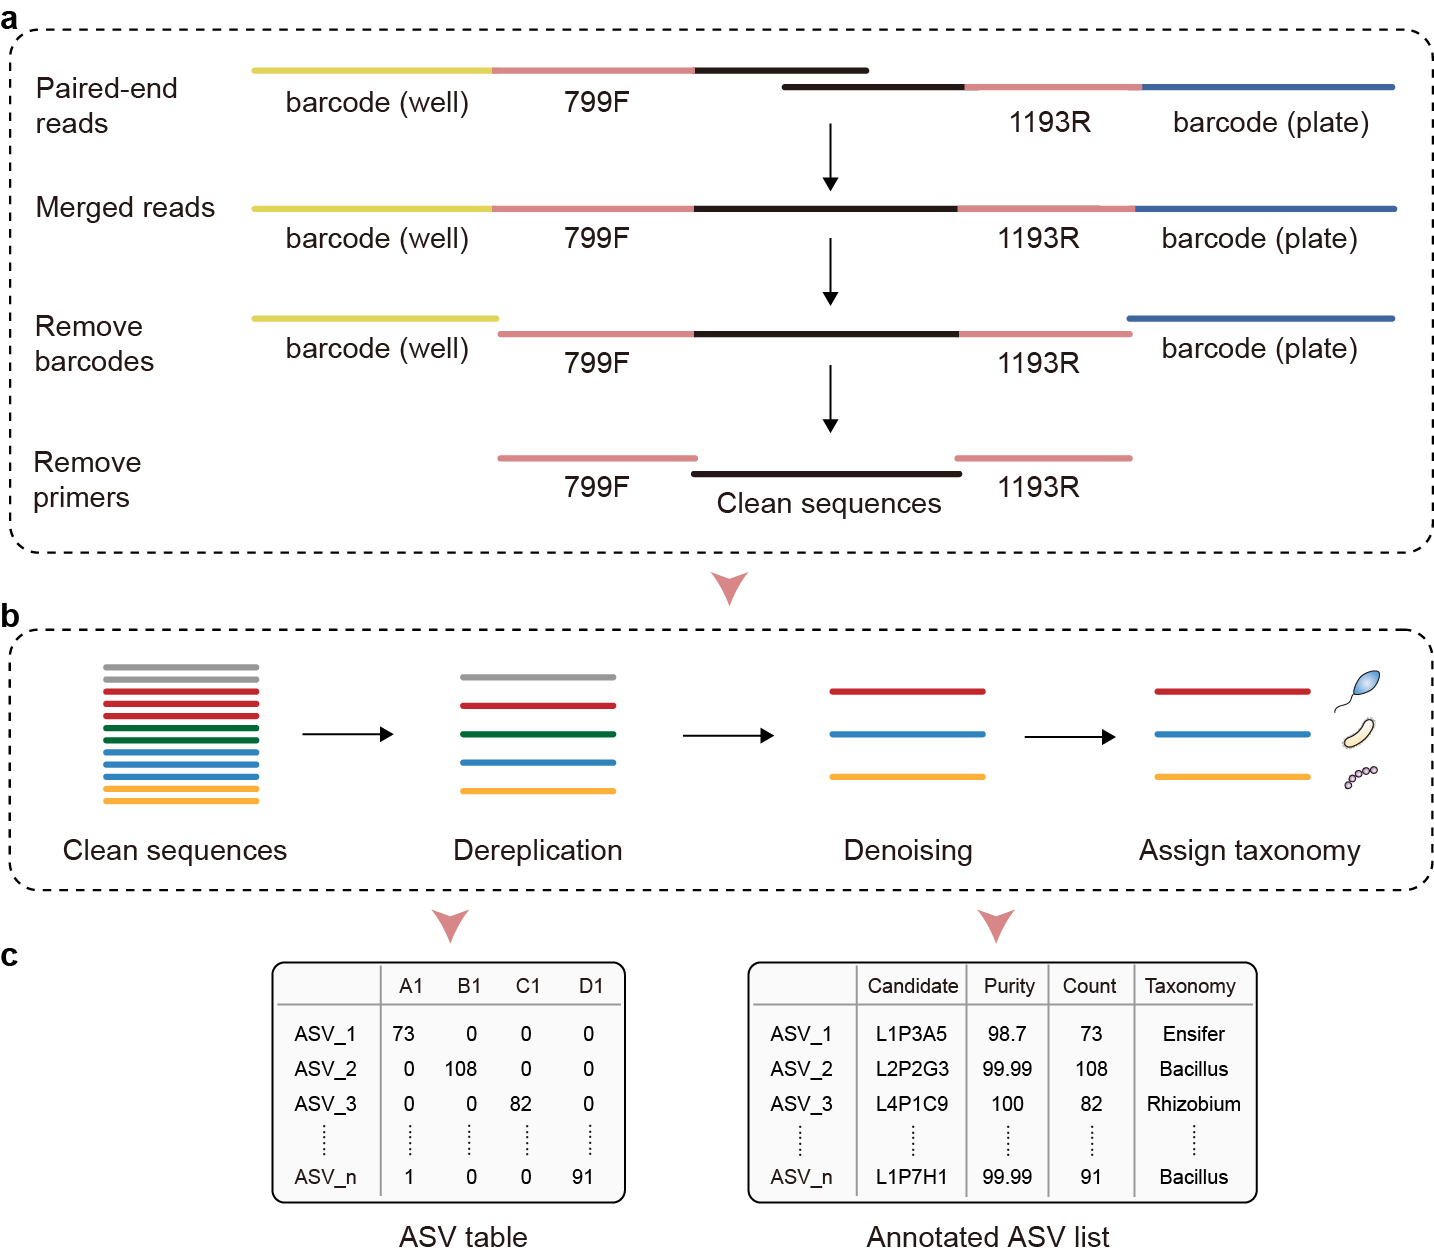 a
Paired-end
reads
barcode (well)
799F
1193R
barcode (plate)
Merged reads
barcode (well)
799F
1193R
barcode (plate)
Remove
barcodes
barcode (well)
799F
1193R
barcode (plate)
Remove
primers
799F
Clean sequences
1193R
b
Clean sequences
Dereplication
Denoising
Assign taxonomy
c
A1 B1 C1 D1
ASV_1 73 0 0 0
ASV_2 0 108 0 0
ASV_3 0 0 82 0
ASV_n 1 0 0 91
ASV table
Candidate Purity Count Taxonomy
ASV_1 L1P3A5 98.7 73 Ensifer
ASV_2 L2P2G3 99.99 108 Bacillus
ASV_3 L4P1C9 100 82 Rhizobium
ASV_n L1P7H1 99.99 91 Bacillus
Annotated ASV list